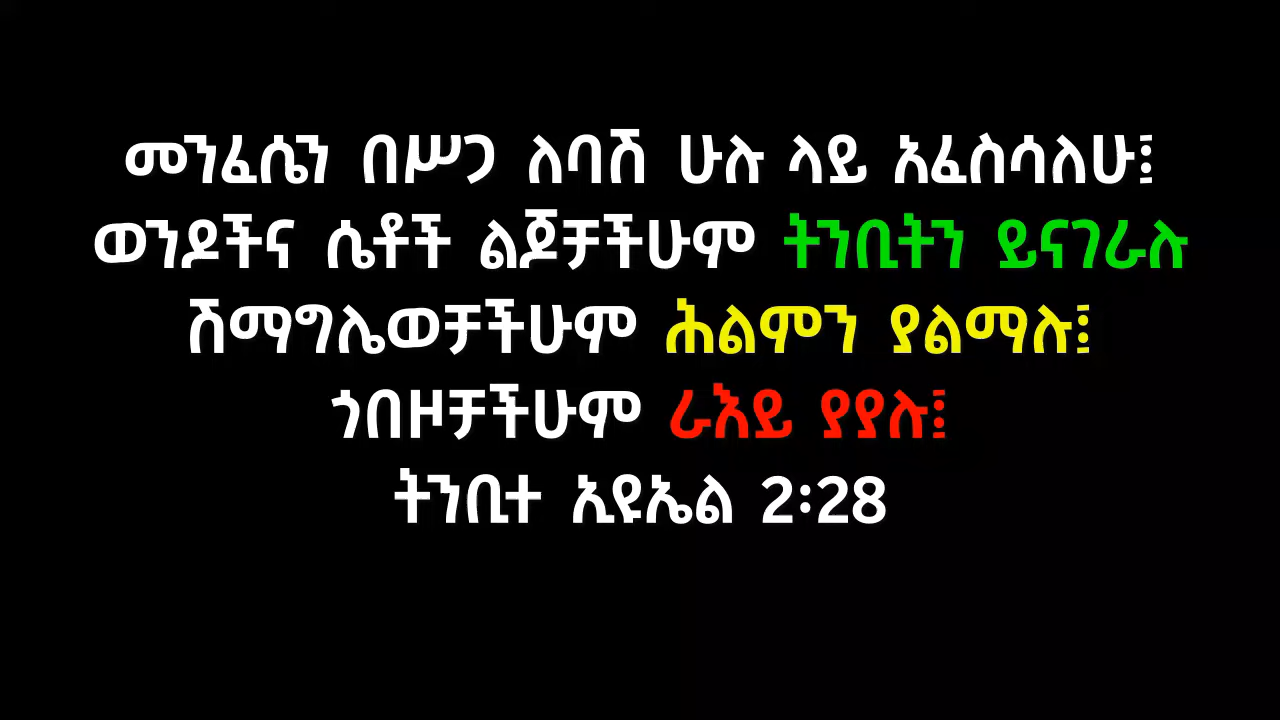 መንፈሴን በሥጋ ለባሽ ሁሉ ላይ አፈስሳለሁ፤
ወንዶችና ሴቶች ልጆቻችሁም ትንቢትን ይናገራሉ
ሽማግሌወቻችሁም ሕልምን ያልማሉ፤
ጎበዞቻችሁም ራእይ ያያሉ፤
ትንቢተ ኢዩኤል 2፡28